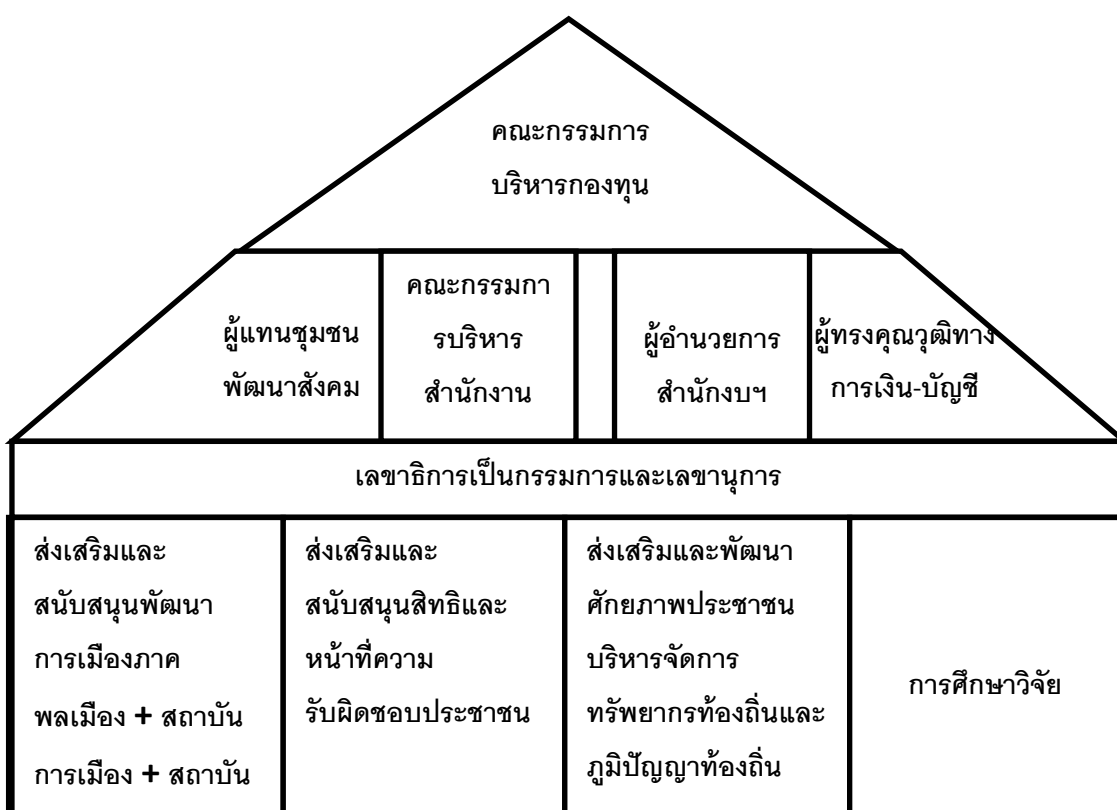 คณะกรรมการ
บริหารกองทุน
ผู้แทนชุมชน
พัฒนาสังคม
คณะกรรมกา
รบริหาร
สำนักงาน
ผู้อำนวยการ
สำนักงบฯ
ผู้ทรงคุณวุฒิทาง
การเงิน-บัญชี
เลขาธิการเป็นกรรมการและเลขานุการ
ส่งเสริมและ
สนับสนุนพัฒนา
การเมืองภาค
พลเมือง + สถาบัน
การเมือง + สถาบัน
ส่งเสริมและ
สนับสนุนสิทธิและ
หน้าที่ความ
รับผิดชอบประชาชน
ส่งเสริมและพัฒนา
ศักยภาพประชาชน
บริหารจัดการ
ทรัพยากรท้องถิ่นและ
ภูมิปัญญาท้องถิ่น
การศึกษาวิจัย